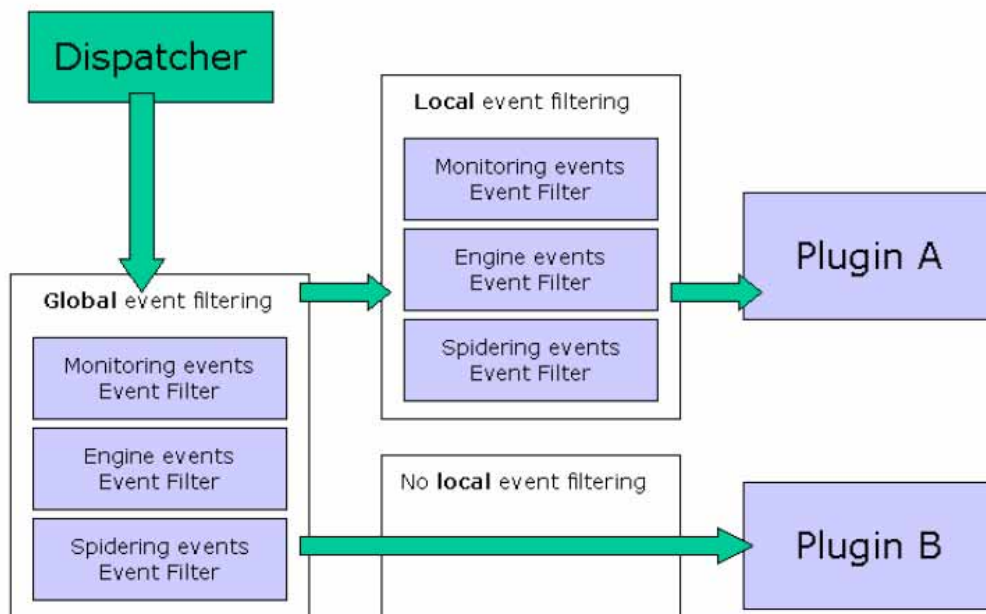 Dispatcher
Local event filtering
Monitoring events
Event Filter
Engine events
Event Filter
Spidering events
Event Filter
Plugin A
Global event filtering
Monitoring events
Event Filter
Engine events
Event Filter
Spidering events
Event Filter
No local event filtering
Plugin B